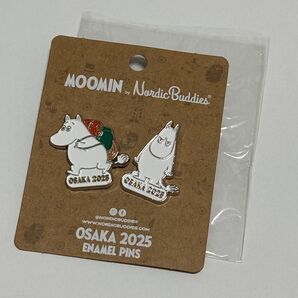 MOOMIN by NordicBuddies®
OSAKA 2025
OSAKA 2025
@NORDICBUDDIES
WWW.NORDICBUDDIES.COM
OSAKA 2025
ENAMEL PINS